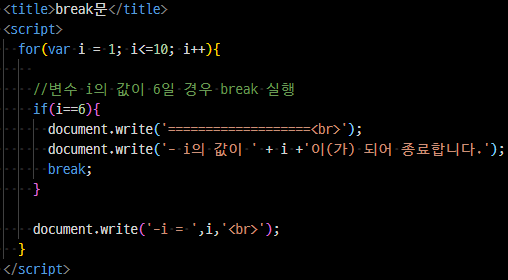 <title>break문</title>
<script>
for(var i = 1; i<=10; i++){
//변수 i의 값이 6일 경우 break 실행
if(i==6){
document.write('===================<br>');
document.write('- i의 값이 ' + i +'이(가) 되어 종료합니다.');
break;
}
document.write('-i = ',i,'<br>');
}
</script>